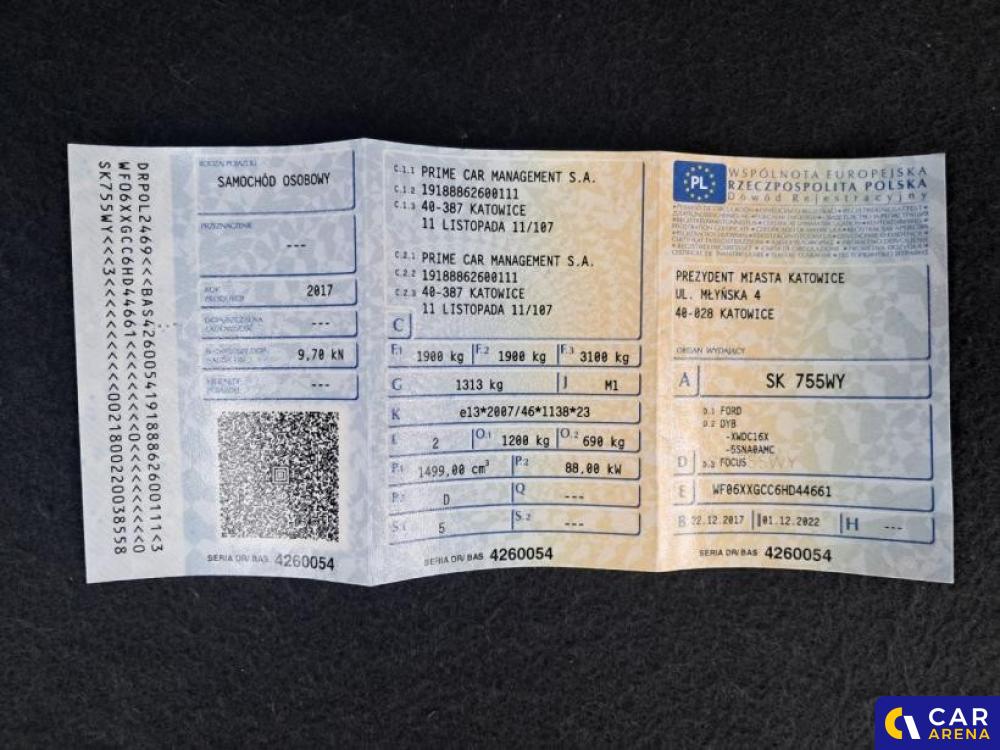 DRPOL2469<<BAS42600541918886260011​1<3
WF06XXGCC6HD44661<<<<<<<<0<<<<<<<<0
SK755WY<<3<<<<<<<<<<<<0021800220038558
RODZAJ POJAZDU
SAMOCHÓD OSOBOWY
PRZEZNACZENIE
---
ROK
PRODUKCJI
2017
DOPUSZCZALNA
ŁADOWNOŚĆ
---
9,70 kN
---
SERIA DR/ BAS 4260054
C.1.1 PRIME CAR MANAGEMENT S.A.
C.1.2 19188862600111
C.1.3 40-387 KATOWICE
11 LISTOPADA 11/107
C.2.1 PRIME CAR MANAGEMENT S.A.
C.2.2 19188862600111
C.2.3 40-387 KATOWICE
11 LISTOPADA 11/107
C
F.1 1900 kg F.2 1900 kg F.3 3100 kg
G 1313 kg J M1
K e13*2007/46*1138*23
L 2 O.1 1200 kg O.2 690 kg
P.1 1499,00 cm³ P.2 88,00 kW
P.3 D Q ---
S.1 5 S.2 ---
SERIA DR/ BAS 4260054
PL
WSPÓLNOTA EUROPEJSKA
RZECZPOSPOLITA POLSKA
Dowód Rejestracyjny
PREZYDENT MIASTA KATOWICE
UL. MŁYŃSKA 4
40-028 KATOWICE
ORGAN WYDAJĄCY
A SK 755WY
D.1 FORD
D.2 DYB
-XWDC16X
-5SNA0AMC
D D.3 FOCUS
E WF06XXGCC6HD44661
B 22.12.2017 I 01.12.2022 H ---
SERIA DR/ BAS 4260054
CAR
ARENA